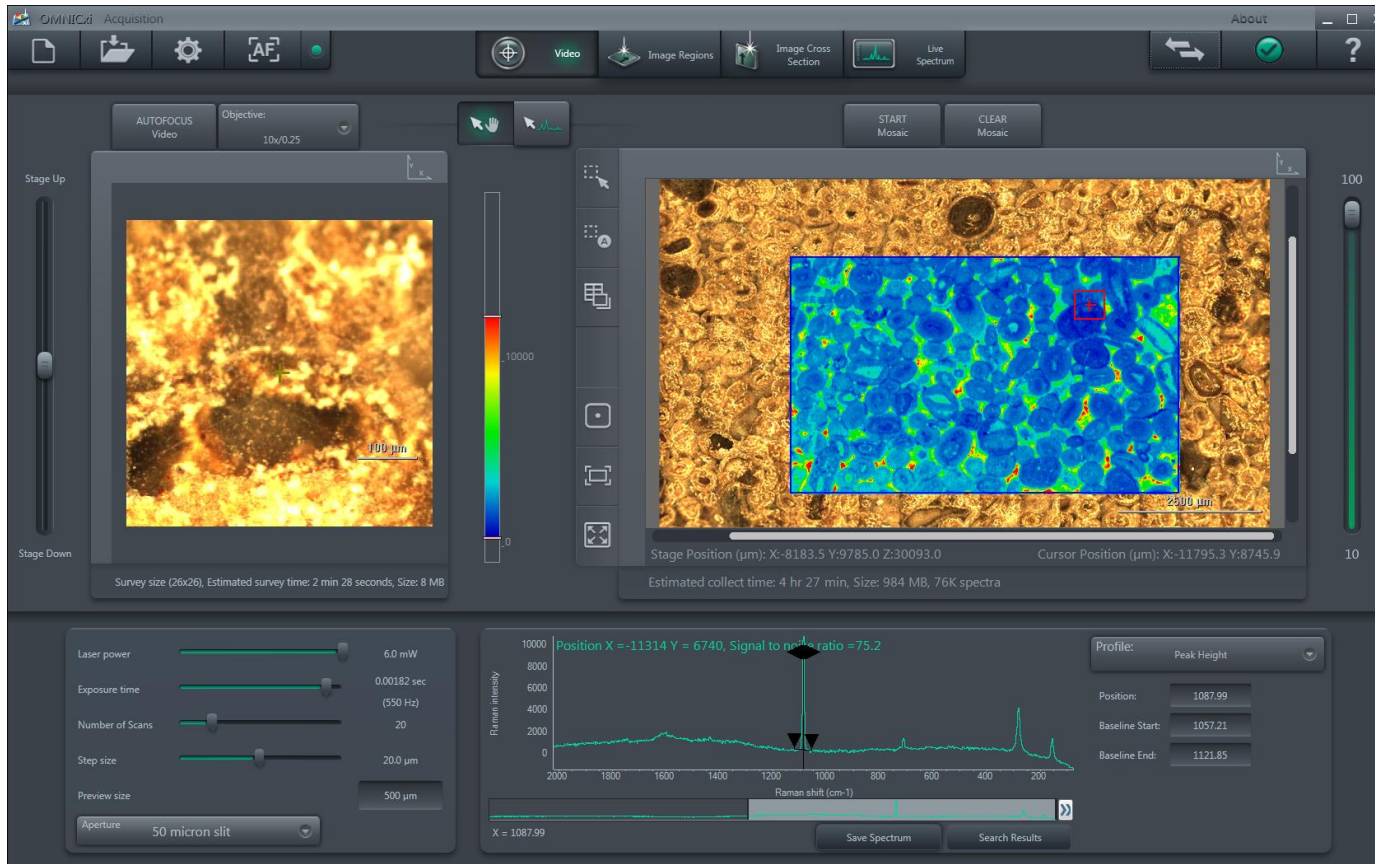 OMNICxi Acquisition
About
AF
Video
Image Regions
Image Cross
Section
Live
Spectrum
?
AUTOFOCUS
Video
Objective:
10x/0.25
START
Mosaic
CLEAR
Mosaic
Y
X
Y
X
Stage Up
100
A
10000
100 µm
2500 µm
0
Stage Down
10
Stage Position (µm): X:-8183.5 Y:9785.0 Z:30093.0
Cursor Position (µm): X:-11795.3 Y:8745.9
Survey size (26x26), Estimated survey time: 2 min 28 seconds, Size: 8 MB
Estimated collect time: 4 hr 27 min, Size: 984 MB, 76K spectra
Laser power
6.0 mW
Exposure time
0.00182 sec
(550 Hz)
Number of Scans
20
Step size
20.0 µm
Preview size
500 µm
Aperture
50 micron slit
Position X =-11314 Y = 6740, Signal to noise ratio =75.2
10000
8000
6000
4000
2000
0
Raman intensity
2000 1800 1600 1400 1200 1000 800 600 400 200
Raman shift (cm-1)
X = 1087.99
Save Spectrum
Search Results
Profile:
Peak Height
Position:
1087.99
Baseline Start:
1057.21
Baseline End:
1121.85